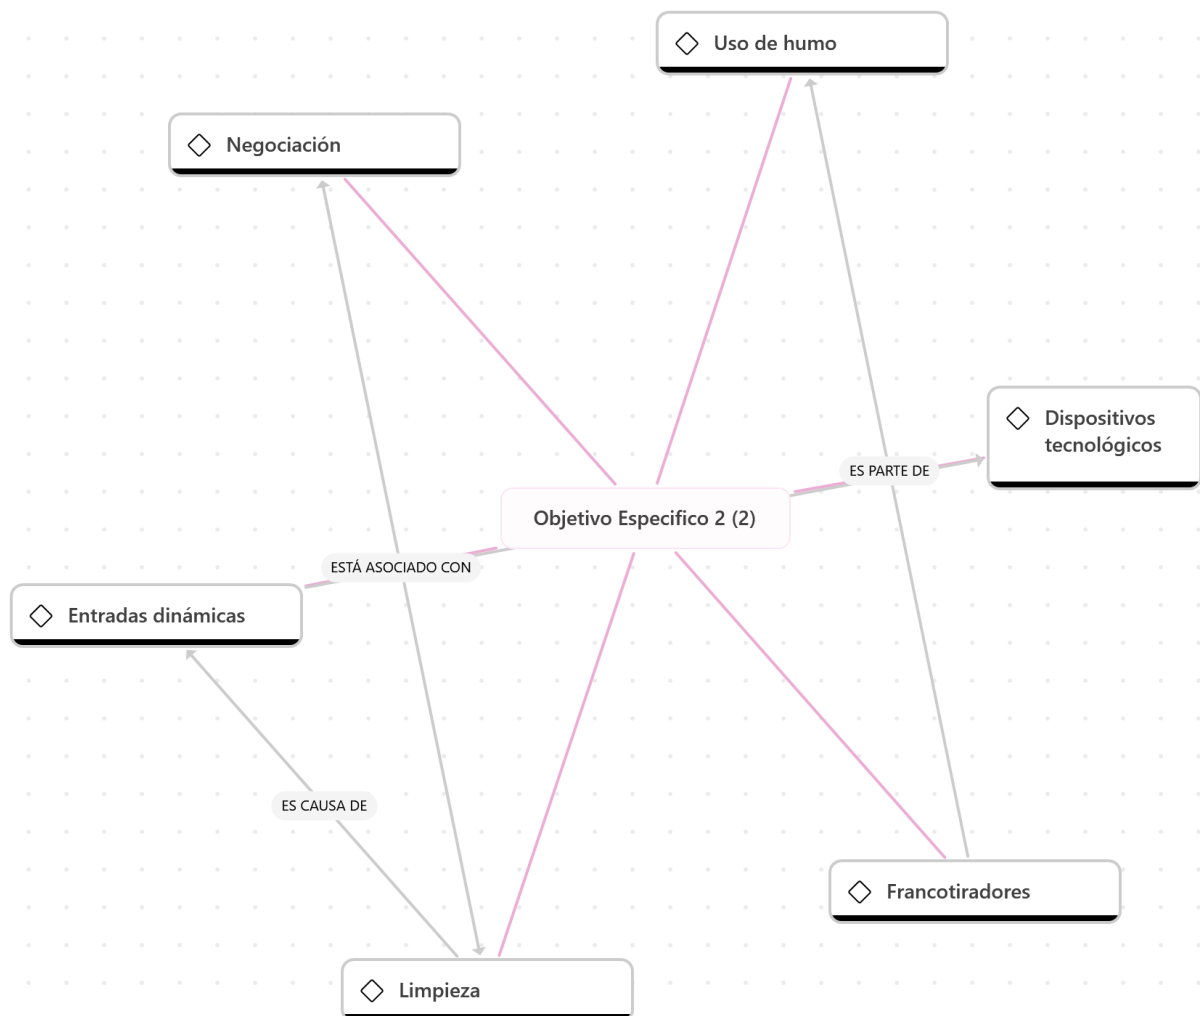 Uso de humo
Negociación
Dispositivos
tecnológicos
ES PARTE DE
Objetivo Especifico 2 (2)
ESTÁ ASOCIADO CON
Entradas dinámicas
ES CAUSA DE
Francotiradores
Limpieza